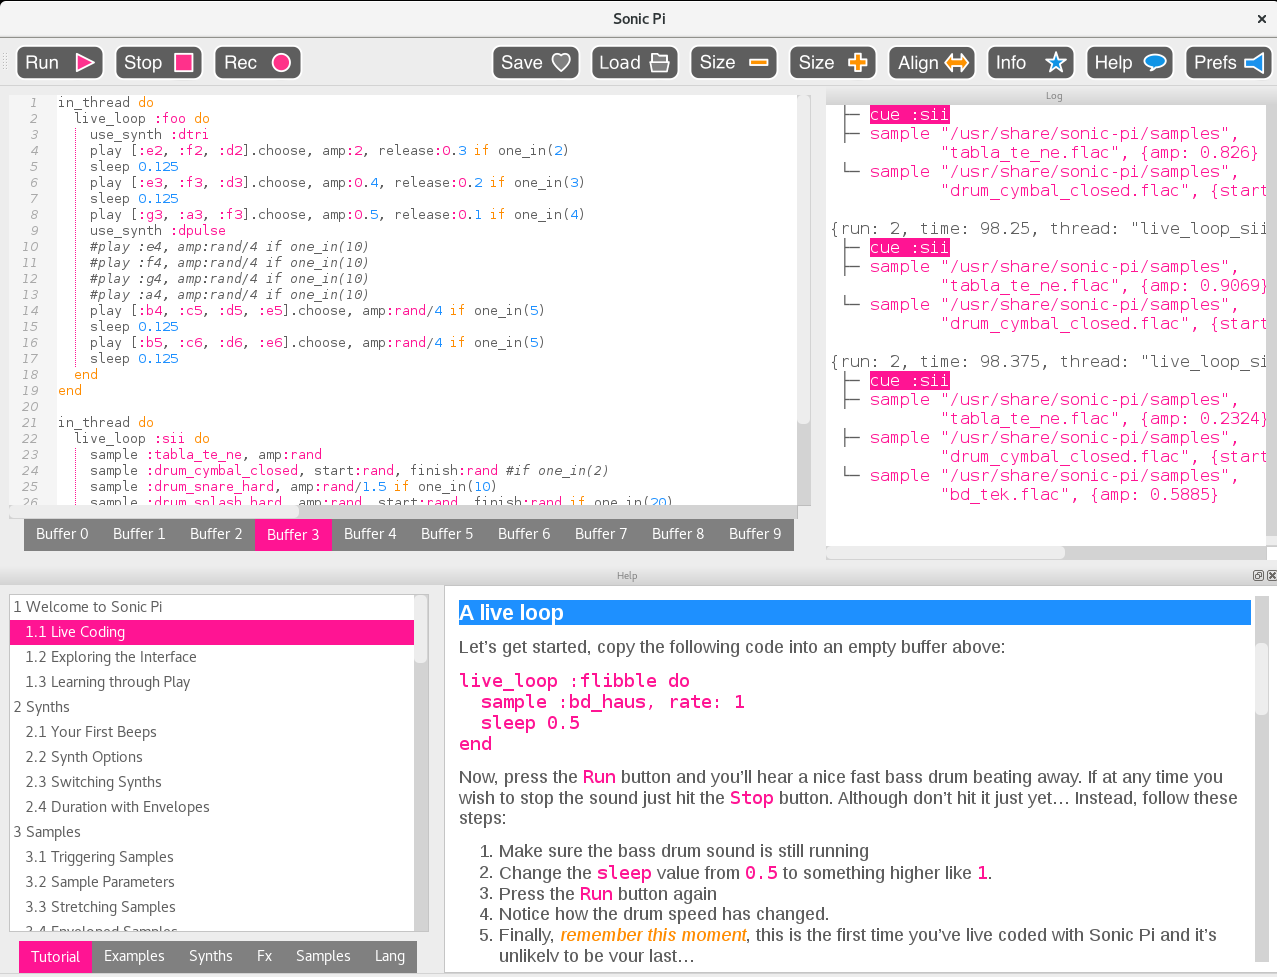 Sonic Pi
Run Stop Rec Save Load Size Size Align Info Help Prefs
1 in_thread do
2 live_loop :foo do
3 use_synth :dtri
4 play [:e2, :f2, :d2].choose, amp:2, release:0.3 if one_in(2)
5 sleep 0.125
6 play [:e3, :f3, :d3].choose, amp:0.4, release:0.2 if one_in(3)
7 sleep 0.125
8 play [:g3, :a3, :f3].choose, amp:0.5, release:0.1 if one_in(4)
9 use_synth :dpulse
10 #play :e4, amp:rand/4 if one_in(10)
11 #play :f4, amp:rand/4 if one_in(10)
12 #play :g4, amp:rand/4 if one_in(10)
13 #play :a4, amp:rand/4 if one_in(10)
14 play [:b4, :c5, :d5, :e5].choose, amp:rand/4 if one_in(5)
15 sleep 0.125
16 play [:b5, :c6, :d6, :e6].choose, amp:rand/4 if one_in(5)
17 sleep 0.125
18 end
19 end
20
21 in_thread do
22 live_loop :sii do
23 sample :tabla_te_ne, amp:rand
24 sample :drum_cymbal_closed, start:rand, finish:rand #if one_in(2)
25 sample :drum_snare_hard, amp:rand/1.5 if one_in(10)
26 sample :drum_splash_hard, amp:rand, start:rand, finish:rand if one_in(20)
Buffer 0 Buffer 1 Buffer 2 Buffer 3 Buffer 4 Buffer 5 Buffer 6 Buffer 7 Buffer 8 Buffer 9
Log
cue :sii
sample "/usr/share/sonic-pi/samples",
"tabla_te_ne.flac", {amp: 0.826}
sample "/usr/share/sonic-pi/samples",
"drum_cymbal_closed.flac", {start
{run: 2, time: 98.25, thread: "live_loop_sii
cue :sii
sample "/usr/share/sonic-pi/samples",
"tabla_te_ne.flac", {amp: 0.9069}
sample "/usr/share/sonic-pi/samples",
"drum_cymbal_closed.flac", {start
{run: 2, time: 98.375, thread: "live_loop_si
cue :sii
sample "/usr/share/sonic-pi/samples",
"tabla_te_ne.flac", {amp: 0.2324}
sample "/usr/share/sonic-pi/samples",
"drum_cymbal_closed.flac", {start
sample "/usr/share/sonic-pi/samples",
"bd_tek.flac", {amp: 0.5885}
Help
1 Welcome to Sonic Pi
1.1 Live Coding
1.2 Exploring the Interface
1.3 Learning through Play
2 Synths
2.1 Your First Beeps
2.2 Synth Options
2.3 Switching Synths
2.4 Duration with Envelopes
3 Samples
3.1 Triggering Samples
3.2 Sample Parameters
3.3 Stretching Samples
3.4 Enveloped Samples
Tutorial Examples Synths Fx Samples Lang
A live loop
Let’s get started, copy the following code into an empty buffer above:
live_loop :flibble do
sample :bd_haus, rate: 1
sleep 0.5
end
Now, press the Run button and you’ll hear a nice fast bass drum beating away. If at any time you
wish to stop the sound just hit the Stop button. Although don’t hit it just yet… Instead, follow these
steps:
1. Make sure the bass drum sound is still running
2. Change the sleep value from 0.5 to something higher like 1.
3. Press the Run button again
4. Notice how the drum speed has changed.
5. Finally, remember this moment, this is the first time you’ve live coded with Sonic Pi and it’s
unlikely to be your last…